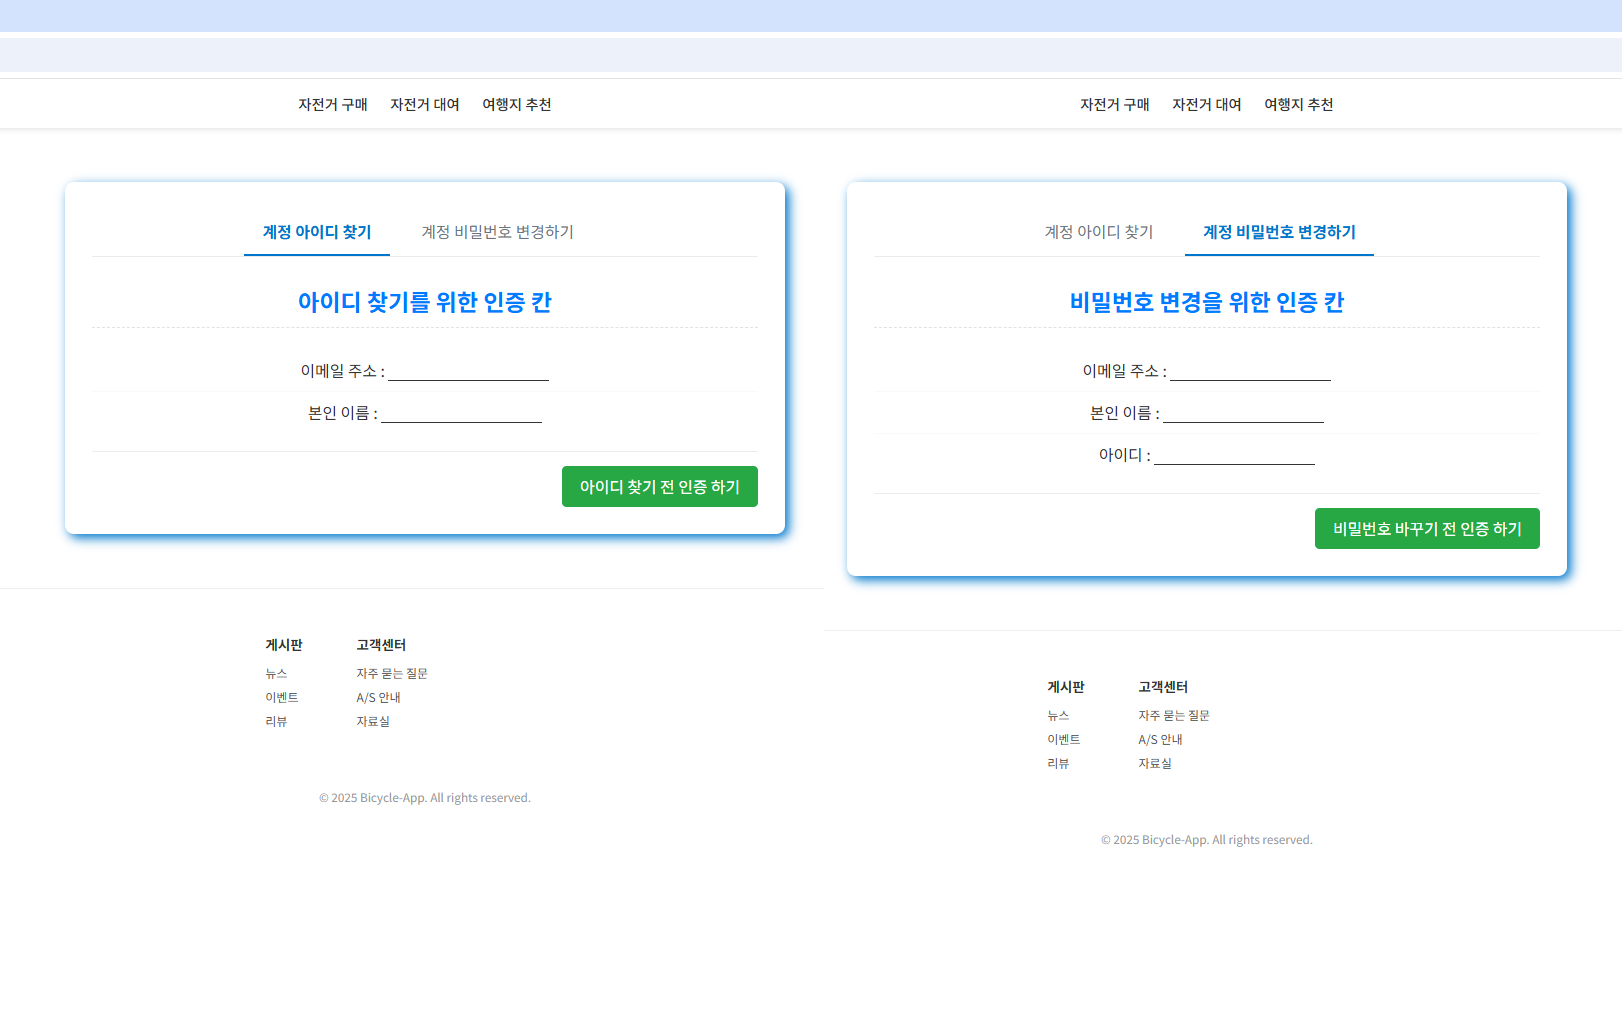 자전거 구매 자전거 대여 여행지 추천
계정 아이디 찾기 계정 비밀번호 변경하기
아이디 찾기를 위한 인증 칸
이메일 주소 :
본인 이름 :
아이디 찾기 전 인증 하기
게시판 고객센터
뉴스 자주 묻는 질문
이벤트 A/S 안내
리뷰 자료실
© 2025 Bicycle-App. All rights reserved.
자전거 구매 자전거 대여 여행지 추천
계정 아이디 찾기 계정 비밀번호 변경하기
비밀번호 변경을 위한 인증 칸
이메일 주소 :
본인 이름 :
아이디 :
비밀번호 바꾸기 전 인증 하기
게시판 고객센터
뉴스 자주 묻는 질문
이벤트 A/S 안내
리뷰 자료실
© 2025 Bicycle-App. All rights reserved.